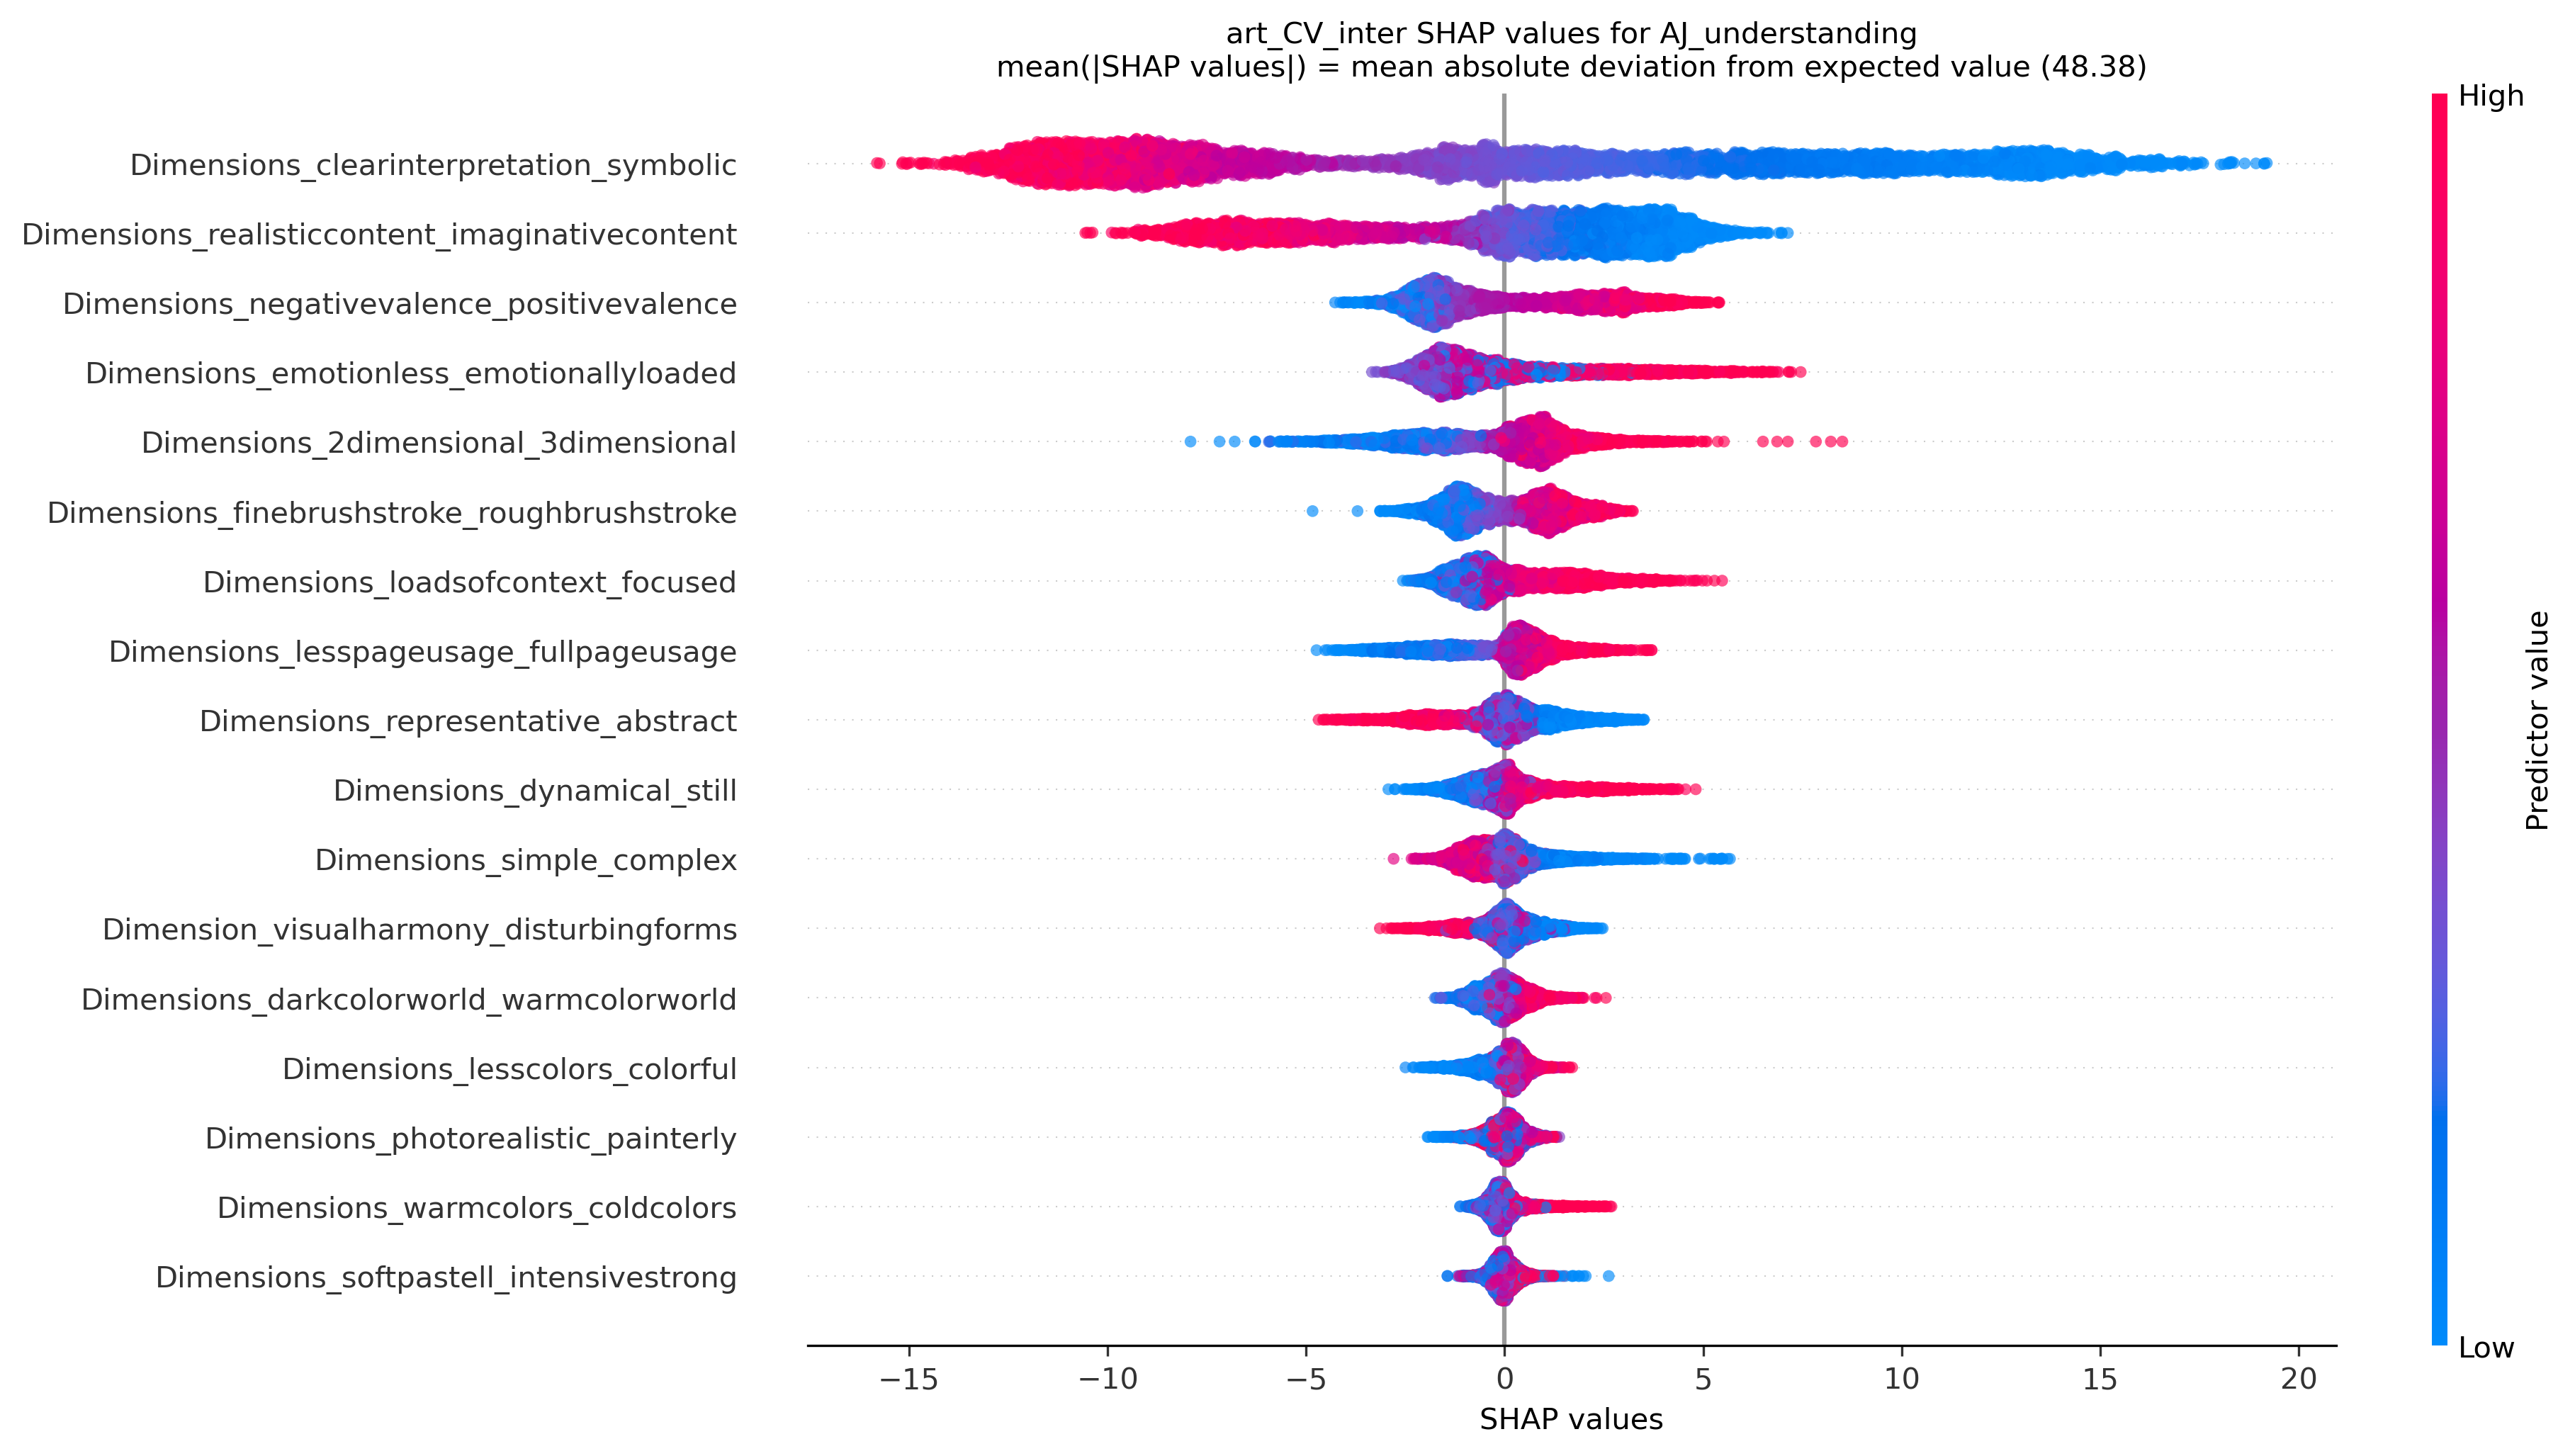 art_CV_inter SHAP values for AJ_understanding
mean(|SHAP values|) = mean absolute deviation from expected value (48.38)
High
Dimensions_clearinterpretation_symbolic
Dimensions_realisticcontent_imaginativecontent
Dimensions_negativevalence_positivevalence
Dimensions_emotionless_emotionallyloaded
Dimensions_2dimensional_3dimensional
Dimensions_finebrushstroke_roughbrushstroke
Dimensions_loadsofcontext_focused
Dimensions_lesspageusage_fullpageusage
Dimensions_representative_abstract
Dimensions_dynamical_still
Dimensions_simple_complex
Dimension_visualharmony_disturbingforms
Dimensions_darkcolorworld_warmcolorworld
Dimensions_lesscolors_colorful
Dimensions_photorealistic_painterly
Dimensions_warmcolors_coldcolors
Dimensions_softpastell_intensivestrong
Predictor value
Low
−15 −10 −5 0 5 10 15 20
SHAP values